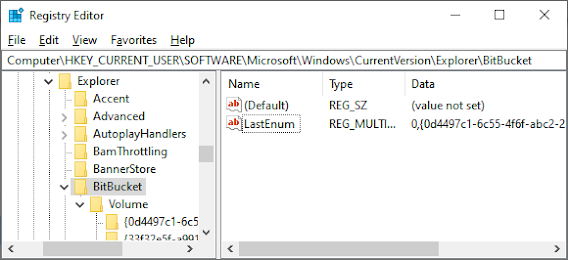 Registry Editor
File Edit View Favorites Help
Computer\HKEY_CURRENT_USER\SOFTWARE\Microsoft\Windows\CurrentVersion\Explorer\BitBucket
Explorer
Accent
Advanced
AutoplayHandlers
BamThrottling
BannerStore
BitBucket
Volume
{0d4497c1-6c5
{33f32e5f-a991
Name Type Data
ab (Default) REG_SZ (value not set)
ab LastEnum REG_MULTI... 0,{0d4497c1-6c55-4f6f-abc2-2